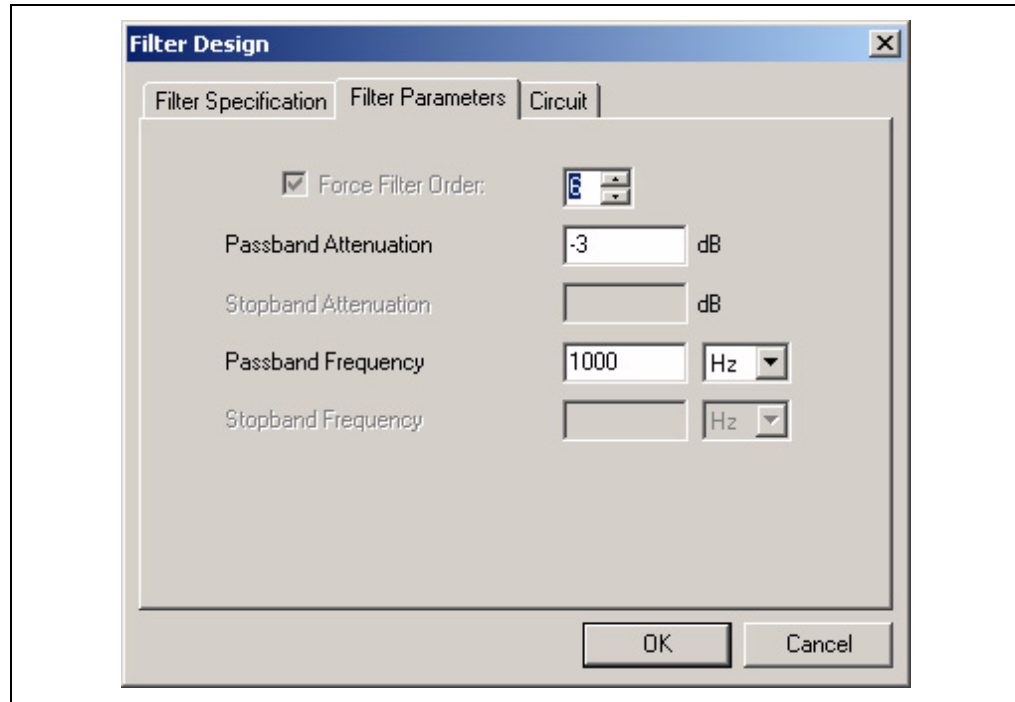 Filter Design
Filter Specification Filter Parameters Circuit
Force Filter Order: 6
Passband Attenuation -3 dB
Stopband Attenuation dB
Passband Frequency 1000 Hz
Stopband Frequency Hz
OK Cancel